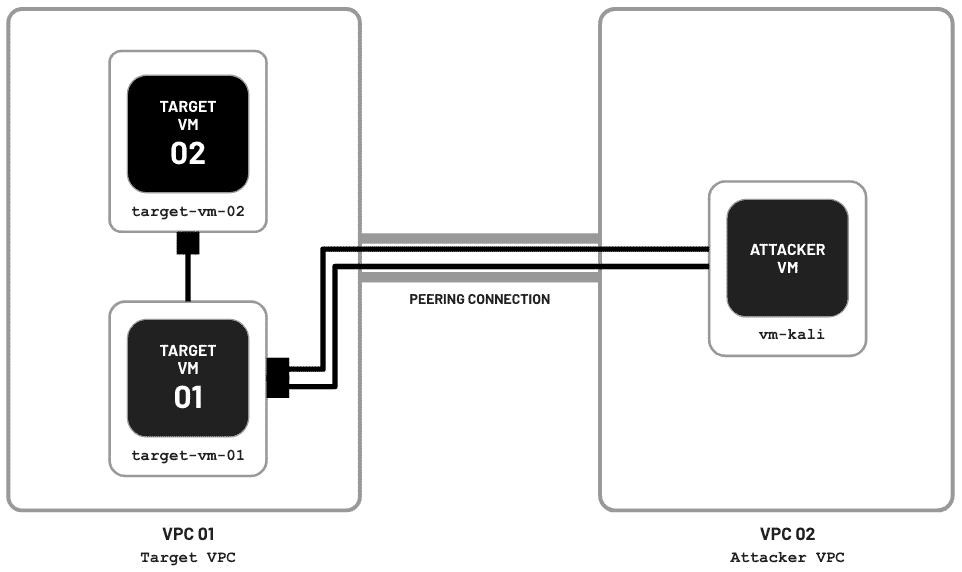 TARGET
VM
02
target-vm-02
TARGET
VM
01
target-vm-01
VPC 01
Target VPC
PEERING CONNECTION
ATTACKER
VM
vm-kali
VPC 02
Attacker VPC